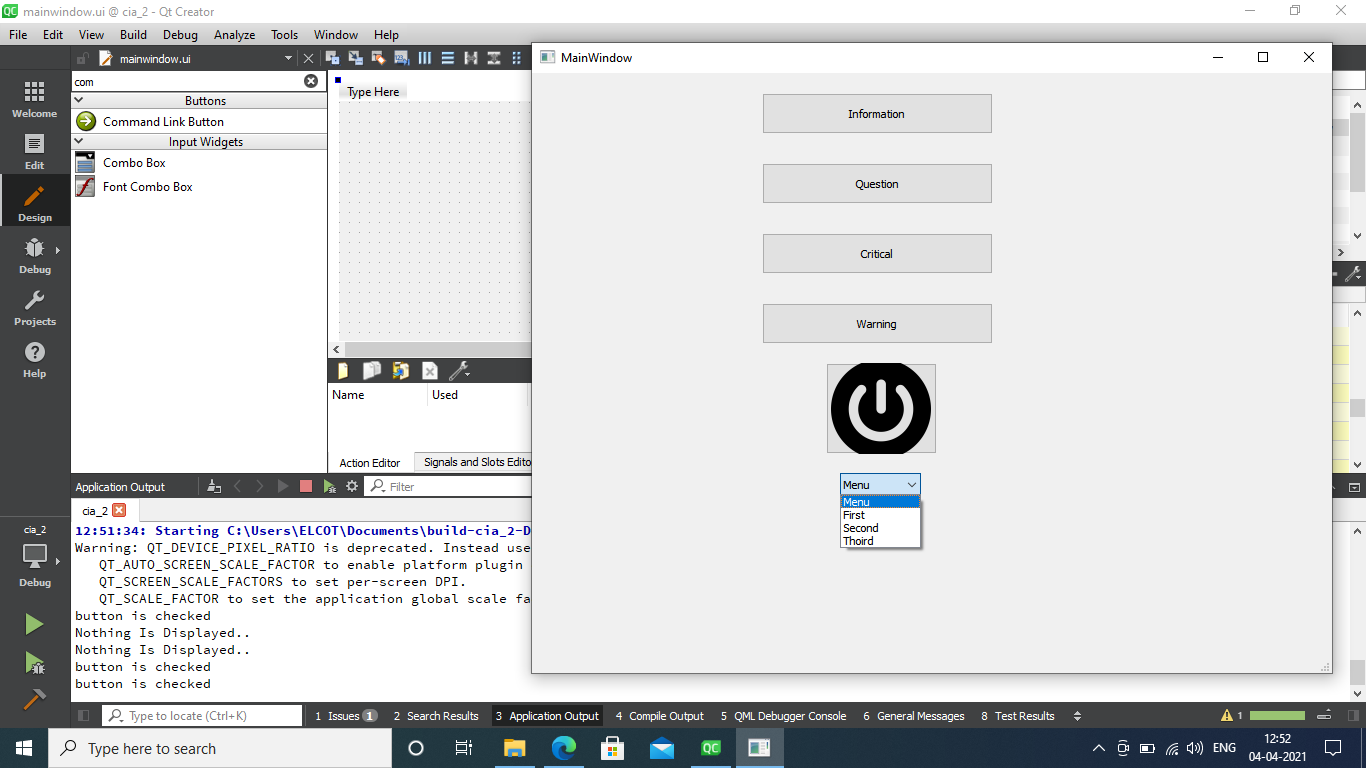 mainwindow.ui @ cia_2 - Qt Creator
File Edit View Build Debug Analyze Tools Window Help
mainwindow.ui
MainWindow
com
Buttons
Command Link Button
Input Widgets
Combo Box
Font Combo Box
Welcome
Edit
Design
Debug
Projects
Help
Type Here
Name Used
Action Editor Signals and Slots Edito
Information
Question
Critical
Warning
Menu
Menu
First
Second
Thoird
Application Output
Filter
cia_2
12:51:34: Starting C:\Users\ELCOT\Documents\build-cia_2-D
Warning: QT_DEVICE_PIXEL_RATIO is deprecated. Instead use
QT_AUTO_SCREEN_SCALE_FACTOR to enable platform plugin
QT_SCREEN_SCALE_FACTORS to set per-screen DPI.
QT_SCALE_FACTOR to set the application global scale fa
button is checked
Nothing Is Displayed..
Nothing Is Displayed..
button is checked
button is checked
cia_2
Debug
Type to locate (Ctrl+K) 1 Issues 1 2 Search Results 3 Application Output 4 Compile Output 5 QML Debugger Console 6 General Messages 8 Test Results 1
Type here to search
QC
ENG
12:52
04-04-2021